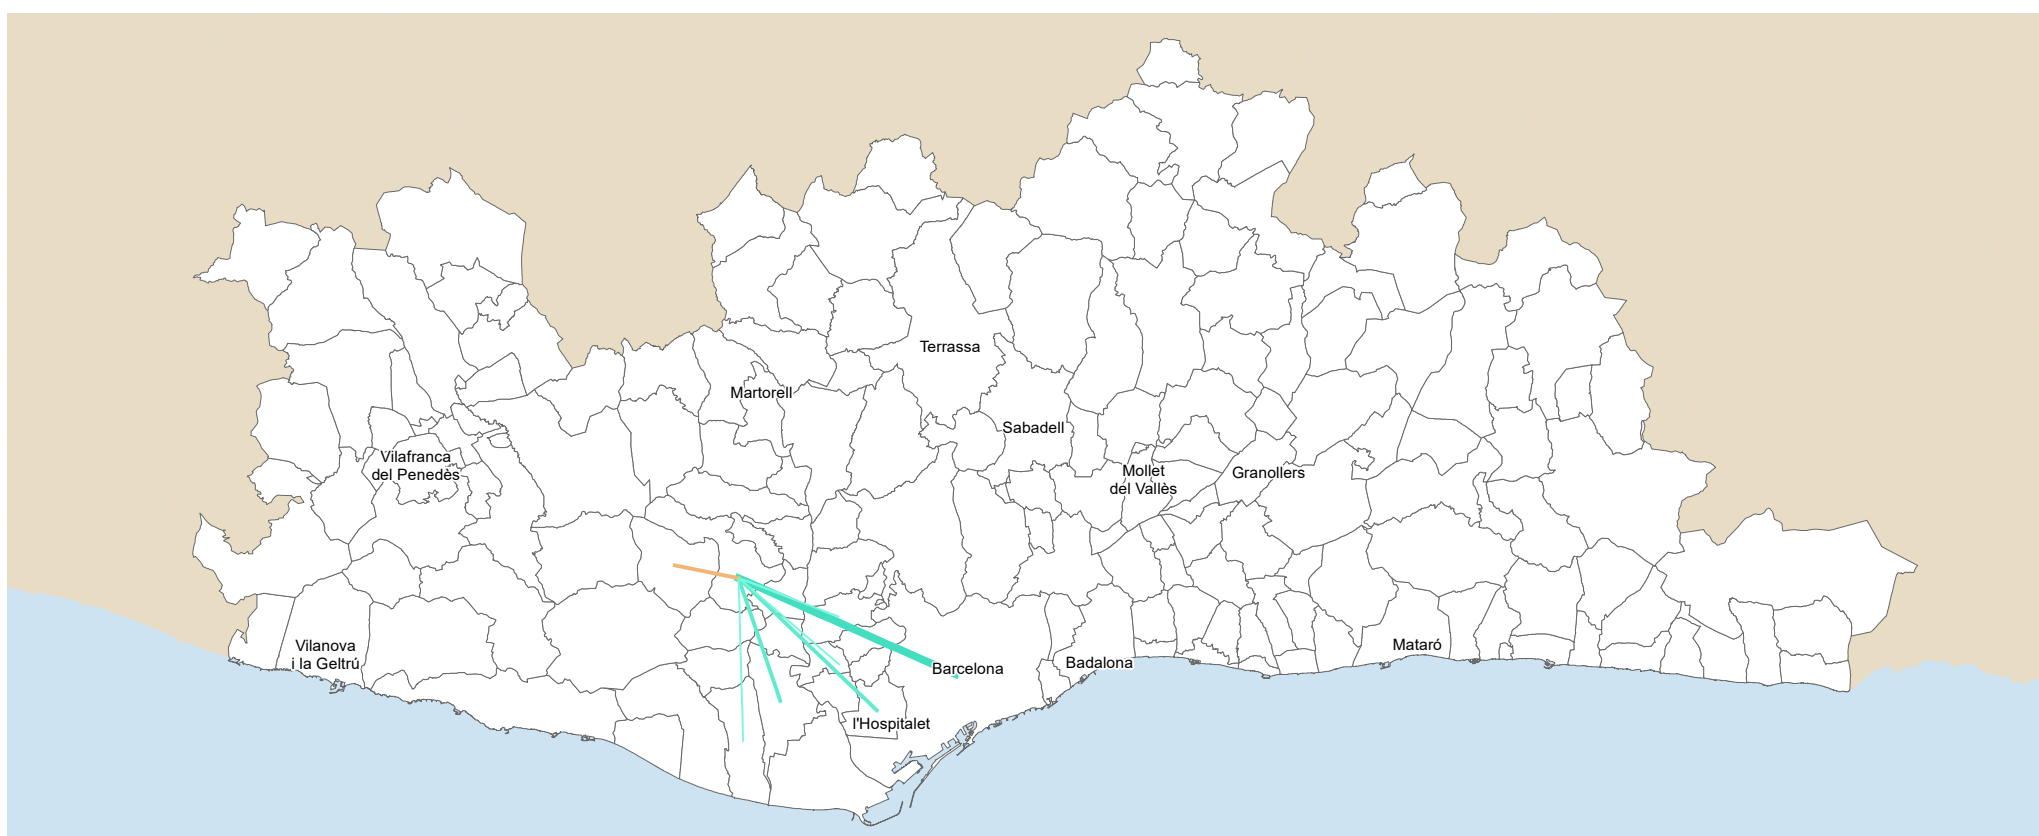 Terrassa
Martorell
Sabadell
Vilafranca
del Penedès
Mollet
del Vallès
Granollers
Vilanova
i la Geltrú
Mataró
Badalona
Barcelona
l'Hospitalet